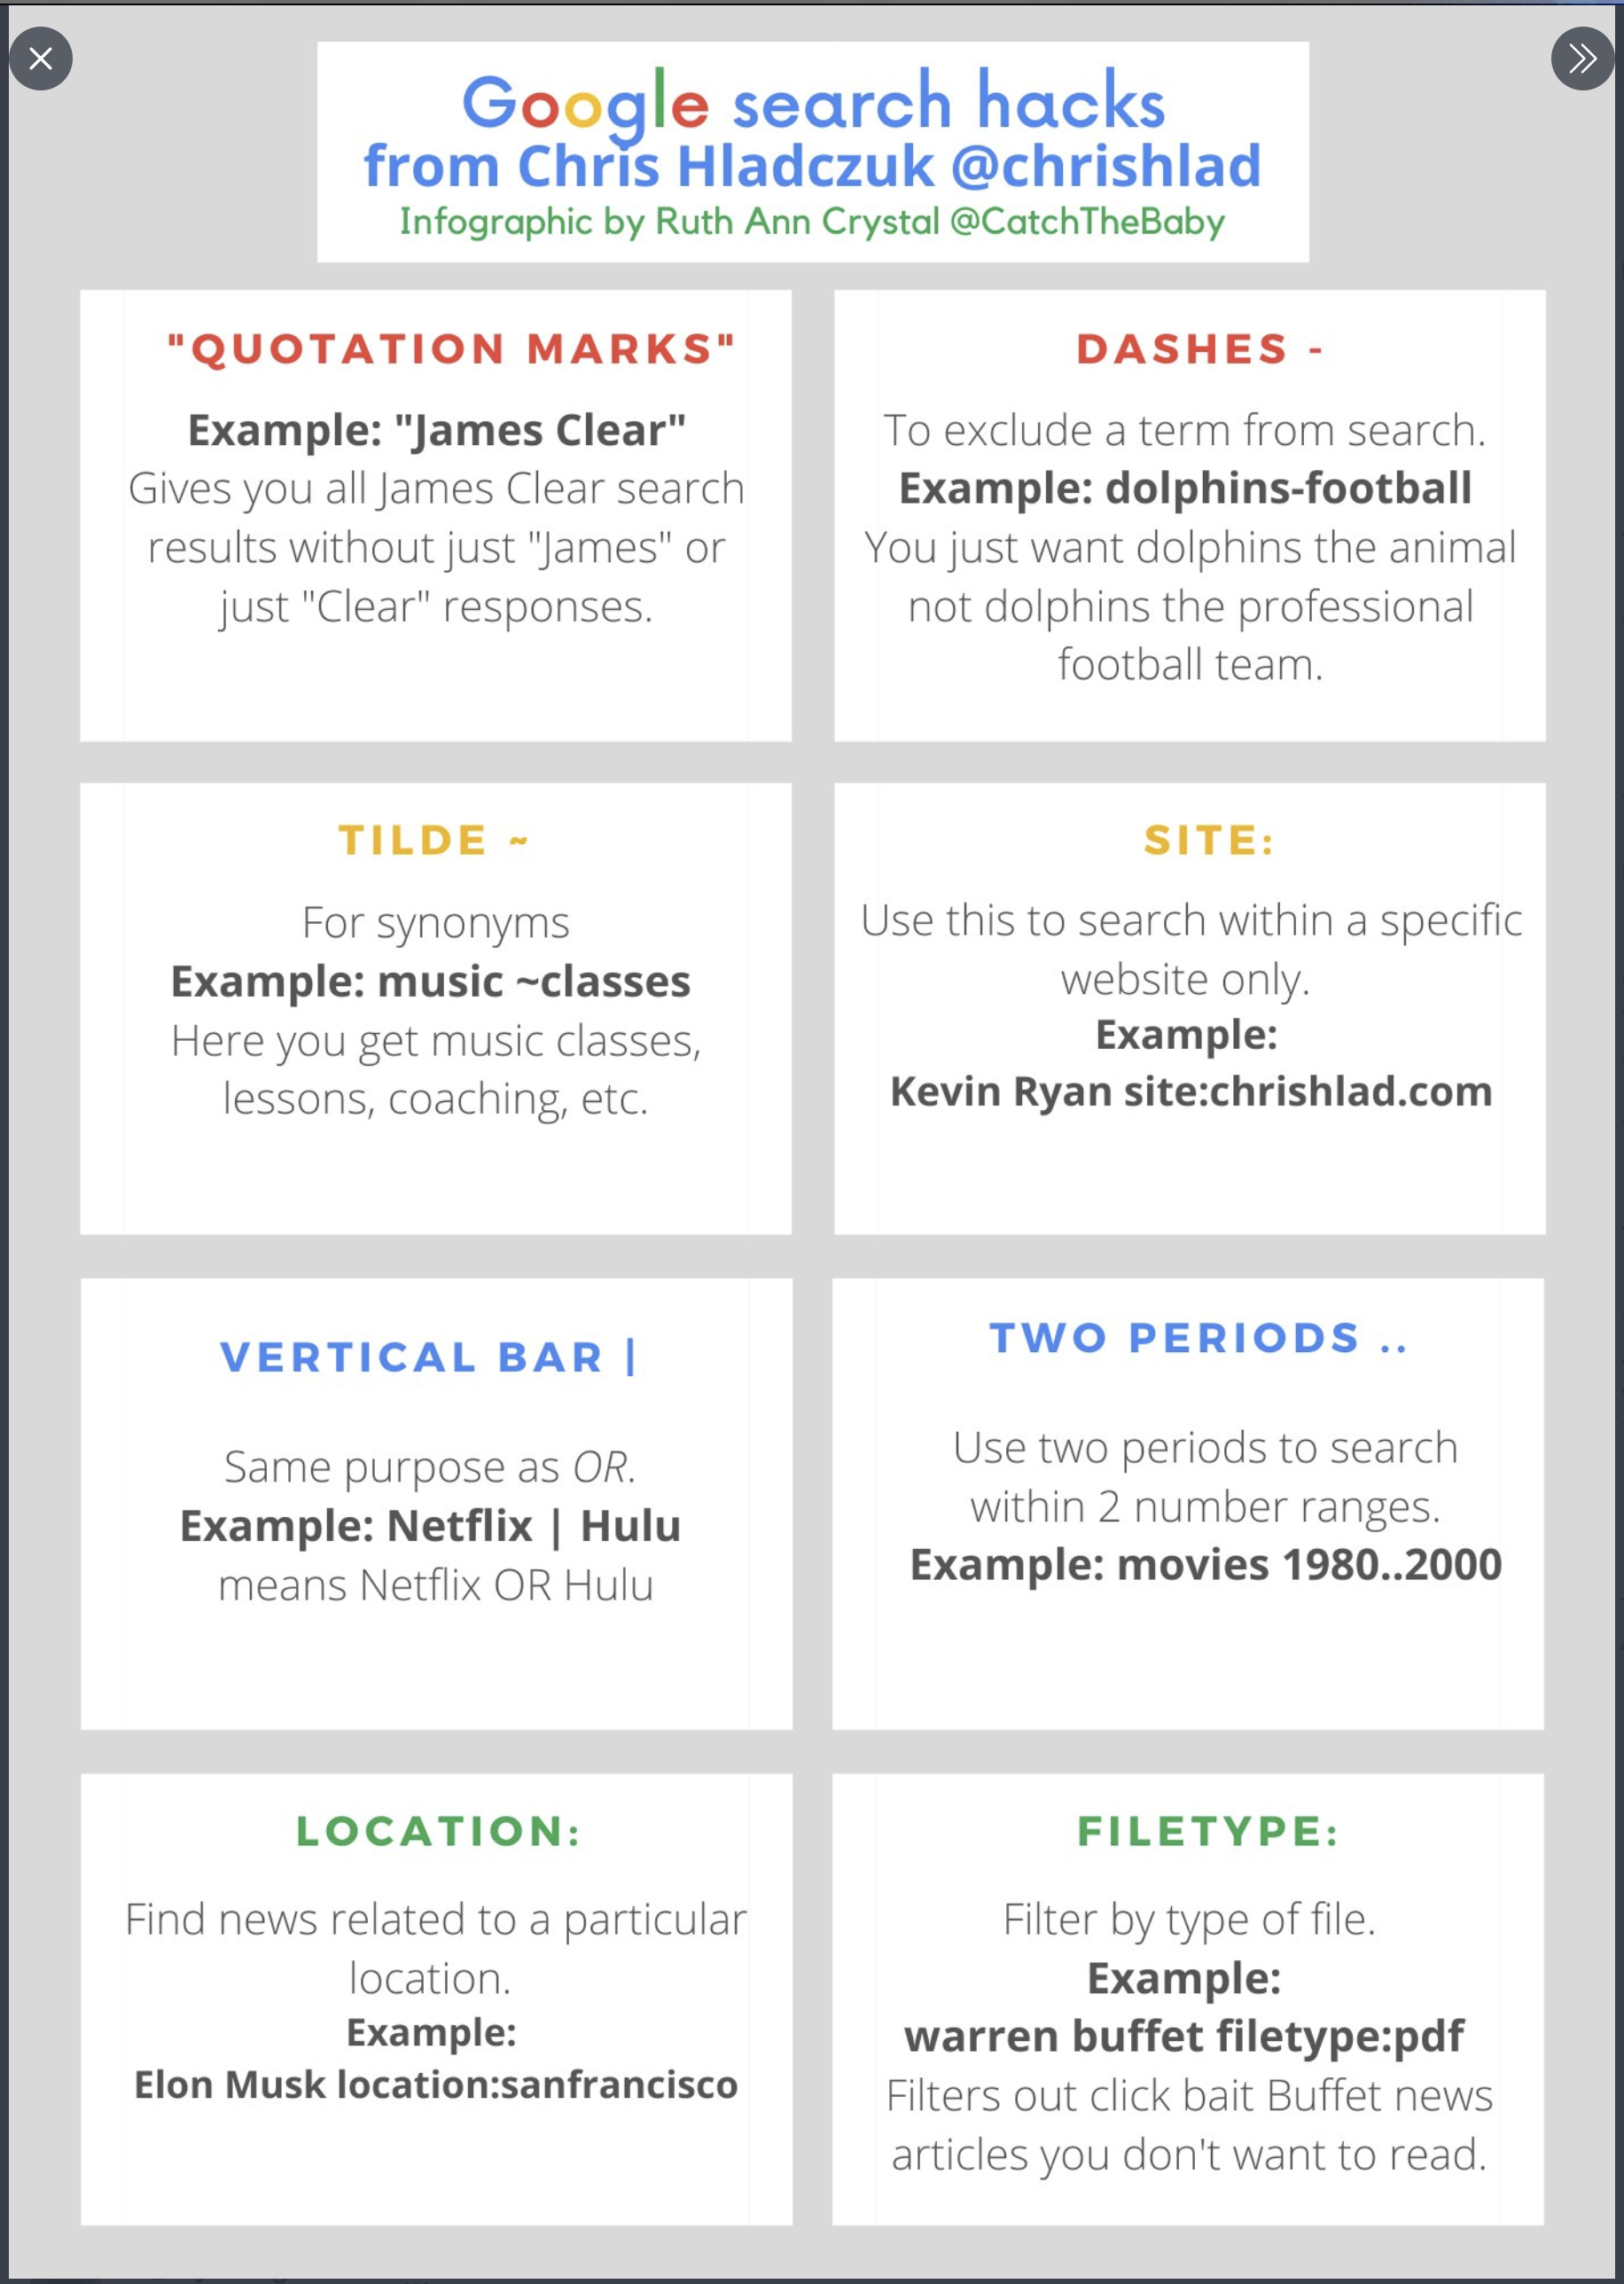 Google search hacks
from Chris Hladczuk @chrishlad
Infographic by Ruth Ann Crystal @CatchTheBaby
"QUOTATION MARKS"
Example: "James Clear"
Gives you all James Clear search
results without just "James" or
just "Clear" responses.
DASHES -
To exclude a term from search.
Example: dolphins-football
You just want dolphins the animal
not dolphins the professional
football team.
TILDE ~
For synonyms
Example: music ~classes
Here you get music classes,
lessons, coaching, etc.
SITE:
Use this to search within a specific
website only.
Example:
Kevin Ryan site:chrishlad.com
VERTICAL BAR |
Same purpose as OR.
Example: Netflix | Hulu
means Netflix OR Hulu
TWO PERIODS ..
Use two periods to search
within 2 number ranges.
Example: movies 1980..2000
LOCATION:
Find news related to a particular
location.
Example:
Elon Musk location:sanfrancisco
FILETYPE:
Filter by type of file.
Example:
warren buffet filetype:pdf
Filters out click bait Buffet news
articles you don't want to read.